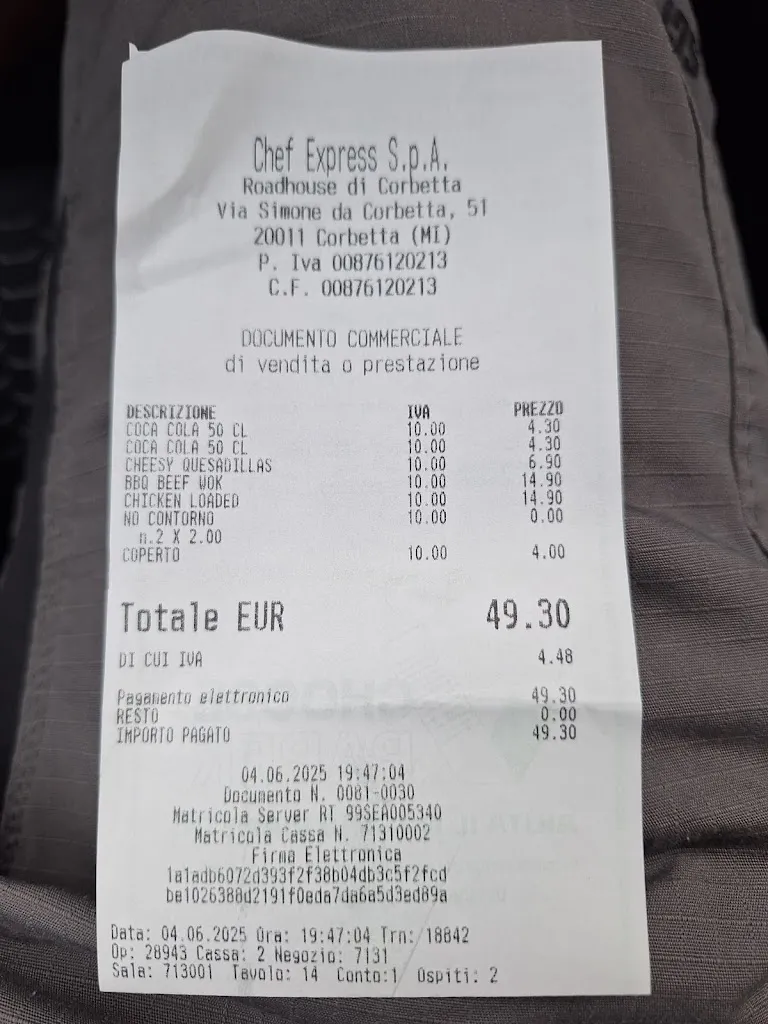 Chef Express S.p.A.
Roadhouse di Corbetta
Via Simone da Corbetta, 51
20011 Corbetta (MI)
P. Iva 00876120213
C.F. 00876120213
DOCUMENTO COMMERCIALE
di vendita o prestazione
DESCRIZIONE IVA PREZZO
COCA COLA 50 CL 10.00 4.30
COCA COLA 50 CL 10.00 4.30
CHEESY QUESADILLAS 10.00 6.90
BBQ BEEF WOK 10.00 14.90
CHICKEN LOADED 10.00 14.90
NO CONTORNO 10.00 0.00
n.2 X 2.00
COPERTO 10.00 4.00
Totale EUR 49.30
DI CUI IVA 4.48
Pagamento elettronico 49.30
RESTO 0.00
IMPORTO PAGATO 49.30
04.06.2025 19:47:04
Documento N. 0081-0030
Matricola Server RT 99SEA005340
Matricola Cassa N. 71310002
Firma Elettronica
1a1adb6072d393f2f38b04db3c5f2fcd
be1026388d2191f0eda7da6a5d3ed89a
Data: 04.06.2025 Ora: 19:47:04 Trn: 18842
Op: 28943 Cassa: 2 Negozio: 7131
Sala: 713001 Tavolo: 14 Conto:1 Ospiti: 2